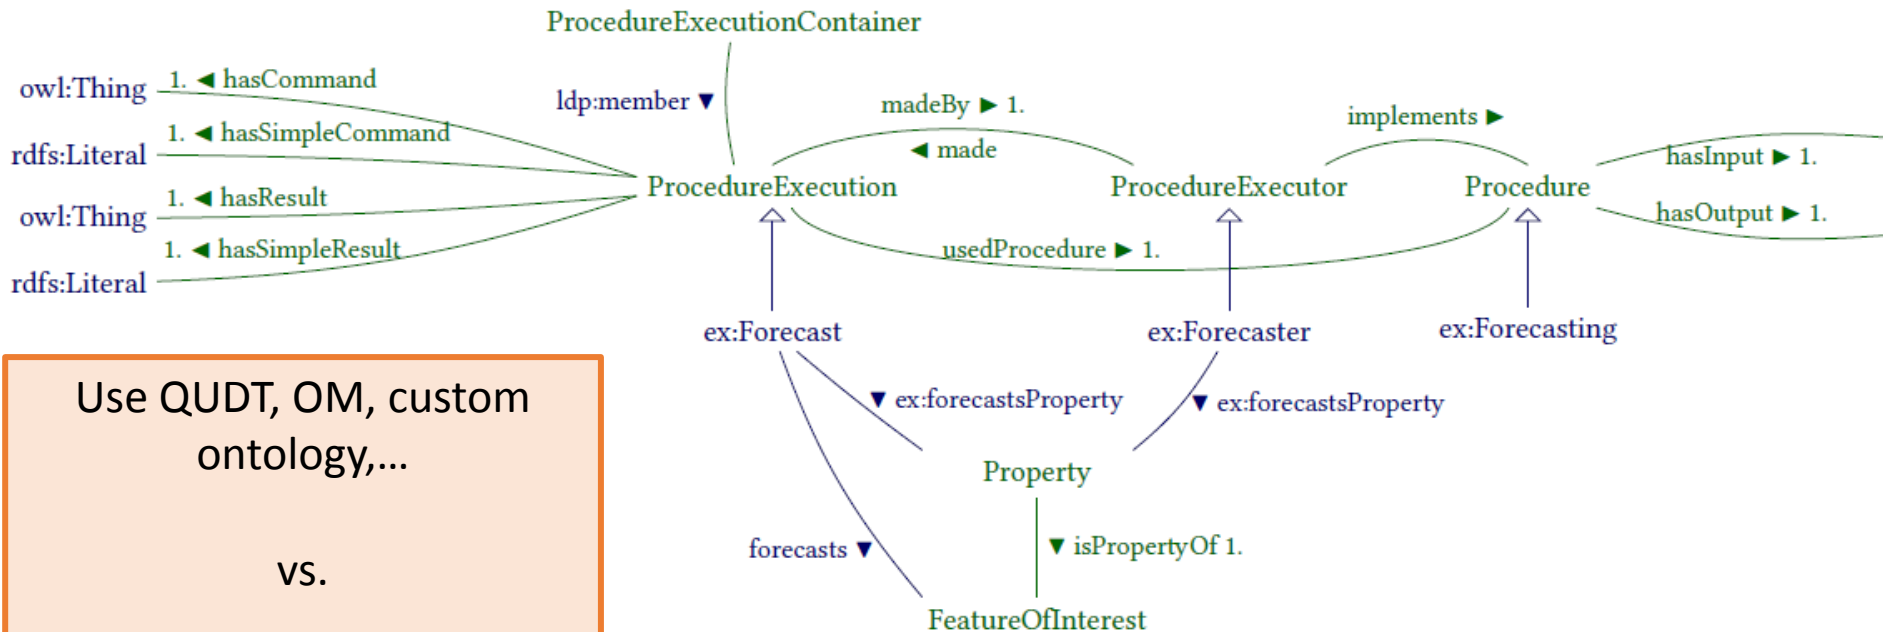 ProcedureExecutionContainer
owl:Thing
1. ◄ hasCommand
ldp:member ▼
madeBy ► 1.
implements ►
1. ◄ hasSimpleCommand
rdfs:Literal
◄ made
hasInput ► 1.
ProcedureExecution
ProcedureExecutor
Procedure
1. ◄ hasResult
owl:Thing
hasOutput ► 1.
1. ◄ hasSimpleResult
usedProcedure ► 1.
rdfs:Literal
ex:Forecast
ex:Forecaster
ex:Forecasting
▼ ex:forecastsProperty
▼ ex:forecastsProperty
Use QUDT, OM, custom
ontology,...
vs.
Property
forecasts ▼
▼ isPropertyOf 1.
FeatureOfInterest